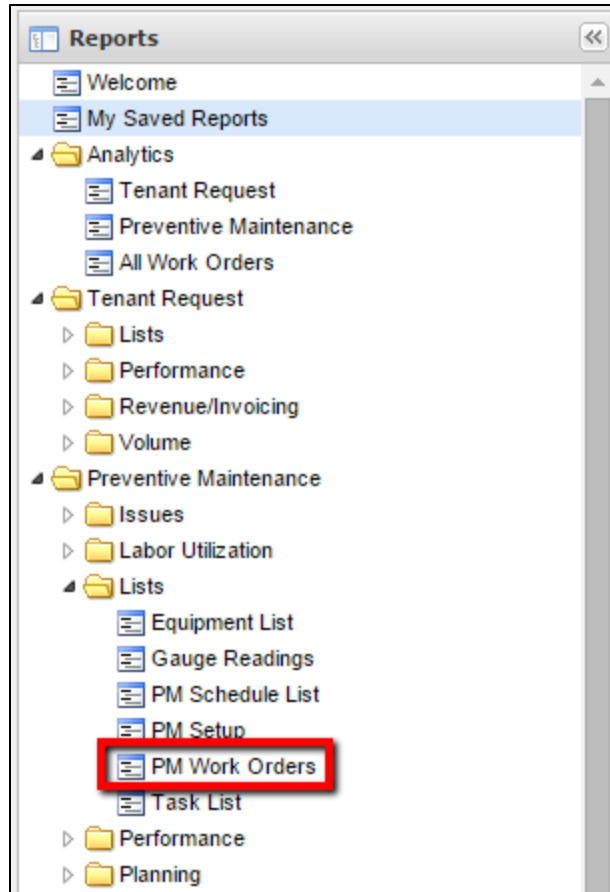 Reports
Welcome
My Saved Reports
Analytics
Tenant Request
Preventive Maintenance
All Work Orders
Tenant Request
Lists
Performance
Revenue/Invoicing
Volume
Preventive Maintenance
Issues
Labor Utilization
Lists
Equipment List
Gauge Readings
PM Schedule List
PM Setup
PM Work Orders
Task List
Performance
Planning